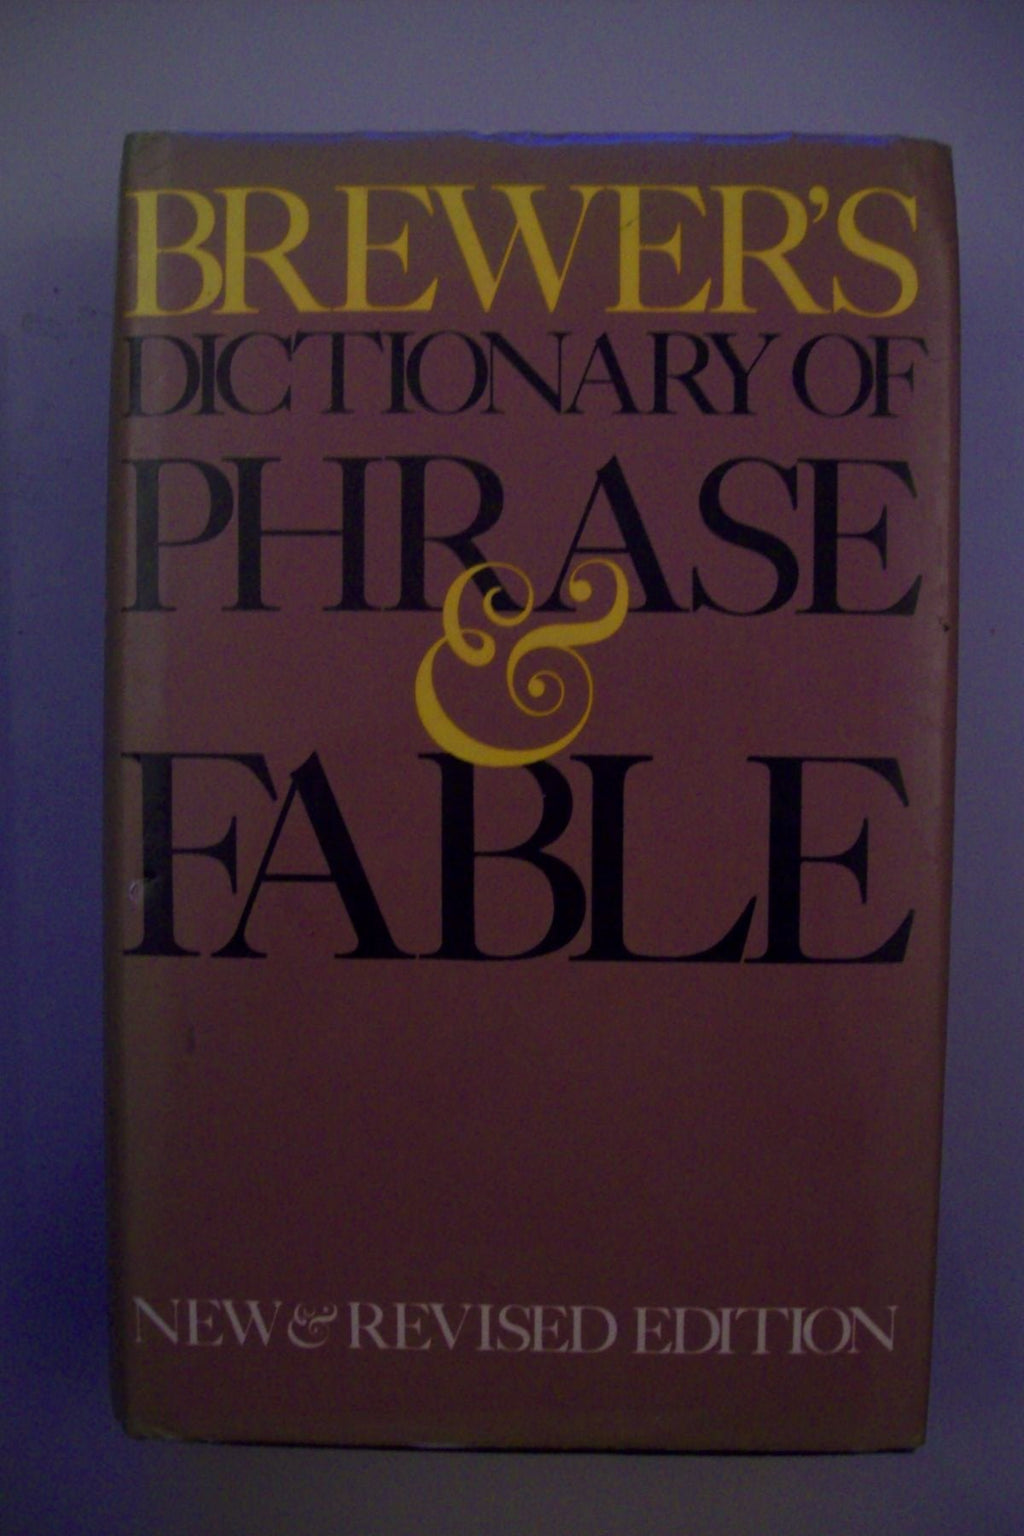 BREWER'S
DICTIONARY OF
PHRASE
&
FABLE
NEW & REVISED EDITION